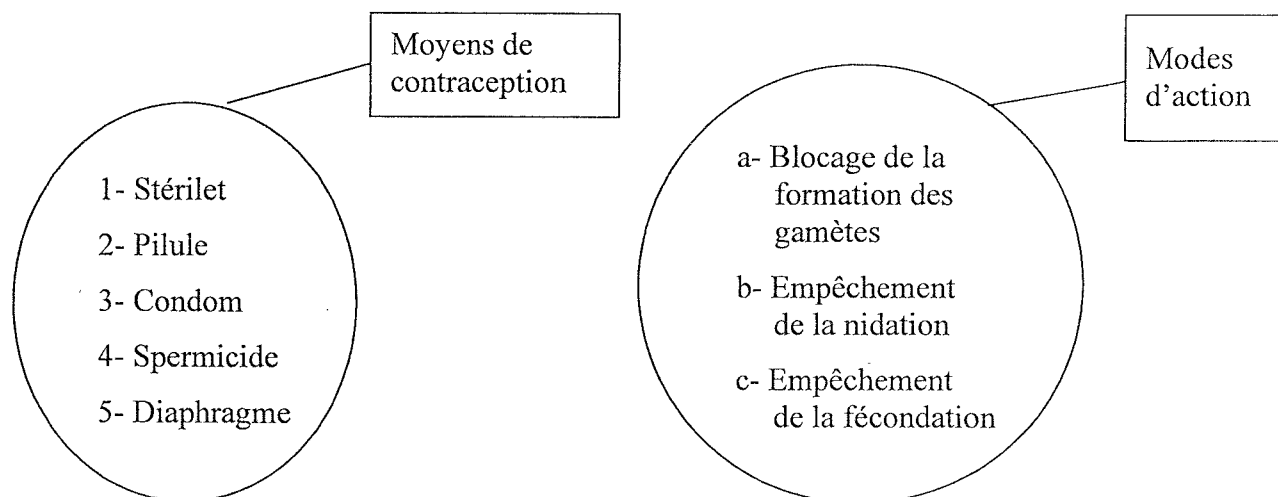 Moyens de
contraception
1- Stérilet
2- Pilule
3- Condom
4- Spermicide
5- Diaphragme
Modes
d'action
a- Blocage de la
formation des
gamètes
b- Empêchement
de la nidation
c- Empêchement
de la fécondation